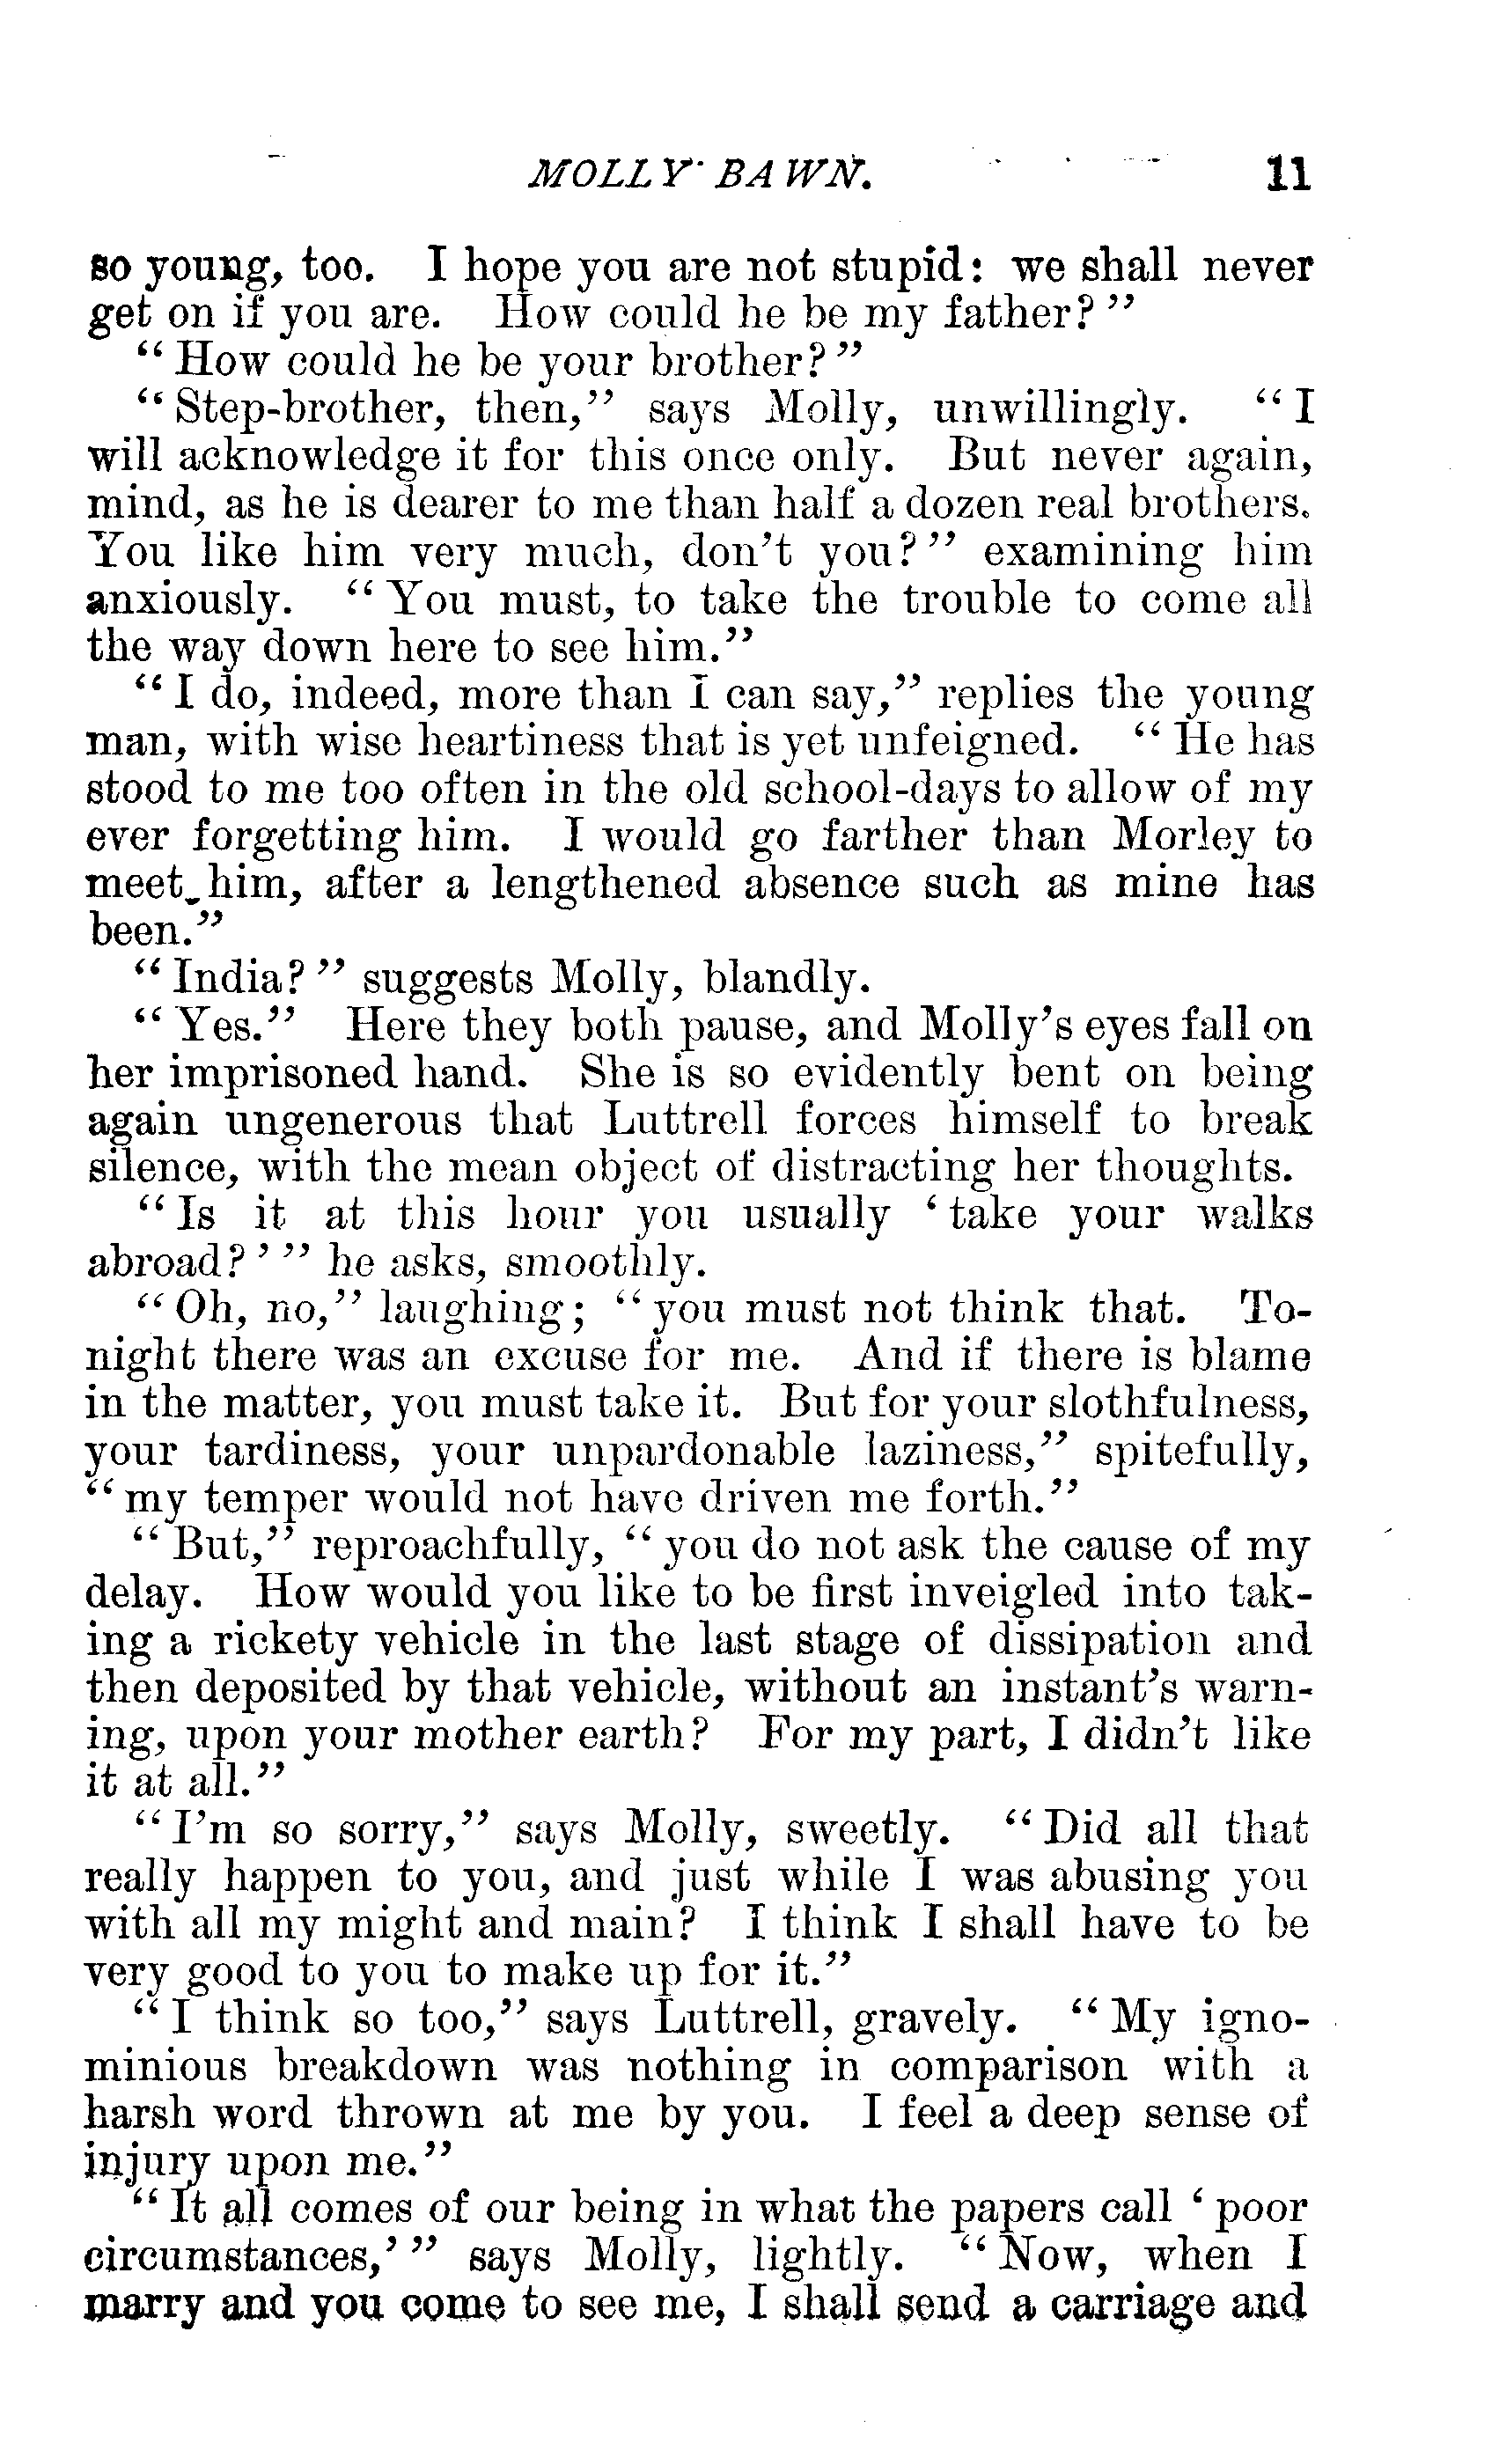 MOLLY BAWN. 11
so young, too. I hope you are not stupid: we shall never
get on if you are. How could he be my father?"
"How could he be your brother?"
"Step-brother, then," says Molly, unwillingly. "I
will acknowledge it for this once only. But never again,
mind, as he is dearer to me than half a dozen real brothers.
You like him very much, don't you?" examining him
anxiously. "You must, to take the trouble to come all
the way down here to see him."
"I do, indeed, more than I can say," replies the young
man, with wise heartiness that is yet unfeigned. "He has
stood to me too often in the old school-days to allow of my
ever forgetting him. I would go farther than Morley to
meet him, after a lengthened absence such as mine has
been."
"India?" suggests Molly, blandly.
"Yes." Here they both pause, and Molly's eyes fall on
her imprisoned hand. She is so evidently bent on being
again ungenerous that Luttrell forces himself to break
silence, with the mean object of distracting her thoughts.
"Is it at this hour you usually 'take your walks
abroad?'" he asks, smoothly.
"Oh, no," laughing; "you must not think that. To-
night there was an excuse for me. And if there is blame
in the matter, you must take it. But for your slothfulness,
your tardiness, your unpardonable laziness," spitefully,
"my temper would not have driven me forth."
"But," reproachfully, "you do not ask the cause of my
delay. How would you like to be first inveigled into tak-
ing a rickety vehicle in the last stage of dissipation and
then deposited by that vehicle, without an instant's warn-
ing, upon your mother earth? For my part, I didn't like
it at all."
"I'm so sorry," says Molly, sweetly. "Did all that
really happen to you, and just while I was abusing you
with all my might and main? I think I shall have to be
very good to you to make up for it."
"I think so too," says Luttrell, gravely. "My igno-
minious breakdown was nothing in comparison with a
harsh word thrown at me by you. I feel a deep sense of
injury upon me."
"It all comes of our being in what the papers call 'poor
circumstances,'" says Molly, lightly. "Now, when I
marry and you come to see me, I shall send a carriage and